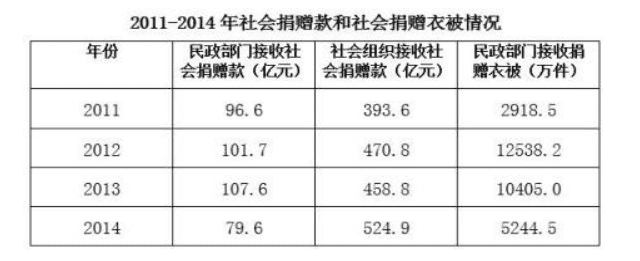 2011-2014 年社会捐赠款和社会捐赠衣被情况
年份 民政部门接收社会捐赠款（亿元） 社会组织接收社会捐赠款（亿元） 民政部门接收捐赠衣被（万件）
2011 96.6 393.6 2918.5
2012 101.7 470.8 12538.2
2013 107.6 458.8 10405.0
2014 79.6 524.9 5244.5